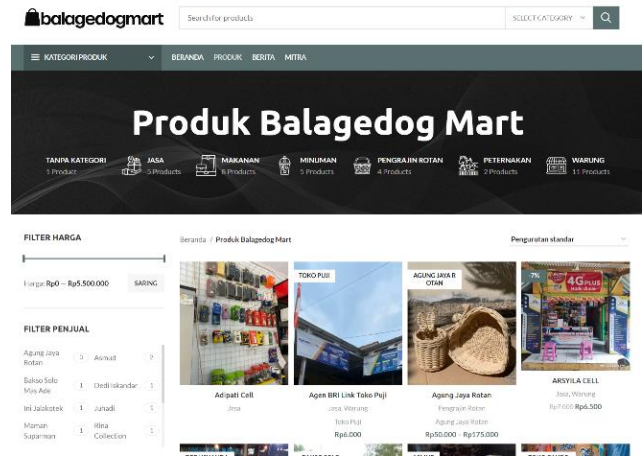 balagedogmart
Search for products
SELECT CATEGORY
KATEGORI PRODUK
BERANDA PRODUK BERITA MITRA
Produk Balagedog Mart
TANPA KATEGORI
1 Product
JASA
5 Products
MAKANAN
8 Products
MINUMAN
5 Products
PENGRAJIN ROTAN
4 Products
PETERNAKAN
2 Products
WARUNG
11 Products
FILTER HARGA
Harga: Rp0 — Rp5.500.000
SARING
FILTER PENJUAL
Agung Jaya
Rotan
Asmad 2
Bakso Solo
Mas Ade
1
Dedi Iskandar 1
Ini Jalakotek 1
Junadi 1
Maman
Suparman
1
Rina
Collection
1
Beranda / Produk Balagedog Mart
Pengurutan standar
Adipati Cell
Jasa
TOKO PUJI
Agen BRI Link Toko Puji
Jasa, Warung
Toko Puji
Rp6.000
AGUNG JAYA R
OTAN
Agung Jaya Rotan
Pengrajin Rotan
Agung Jaya Rotan
Rp50.000 – Rp175.000
-7%
4G PLUS
ARSYILA CELL
Jasa, Warung
Rp7.000 Rp6.500